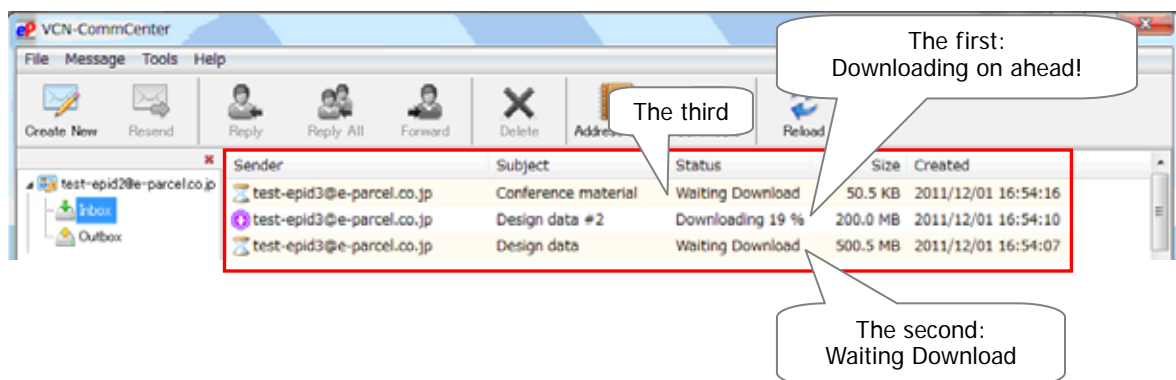 eP VCN-CommCenter
The first:
Downloading on ahead!
File Message Tools Help
The third
Create New Resend Reply Reply All Forward Delete Reload
Sender Subject Status Size Created
test-epid2@e-parcel.co.jp
test-epid3@e-parcel.co.jp Conference material Waiting Download 50.5 KB 2011/12/01 16:54:16
Inbox
test-epid3@e-parcel.co.jp Design data #2 Downloading 19 % 200.0 MB 2011/12/01 16:54:10
Outbox
test-epid3@e-parcel.co.jp Design data Waiting Download 500.5 MB 2011/12/01 16:54:07
The second:
Waiting Download